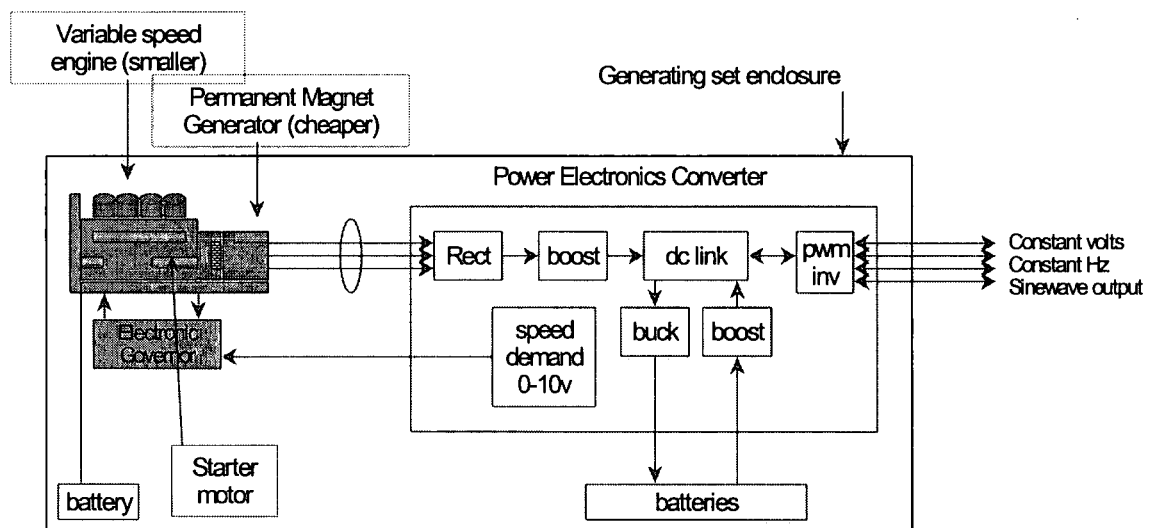 Variable speed
engine (smaller)
Permanent Magnet
Generator (cheaper)
Generating set enclosure
Power Electronics Converter
Rect
boost
dc link
pwm
inv
Constant volts
Constant Hz
Sinewave output
buck
boost
speed
demand
0-10v
Electronic
Governor
Starter
motor
battery
batteries